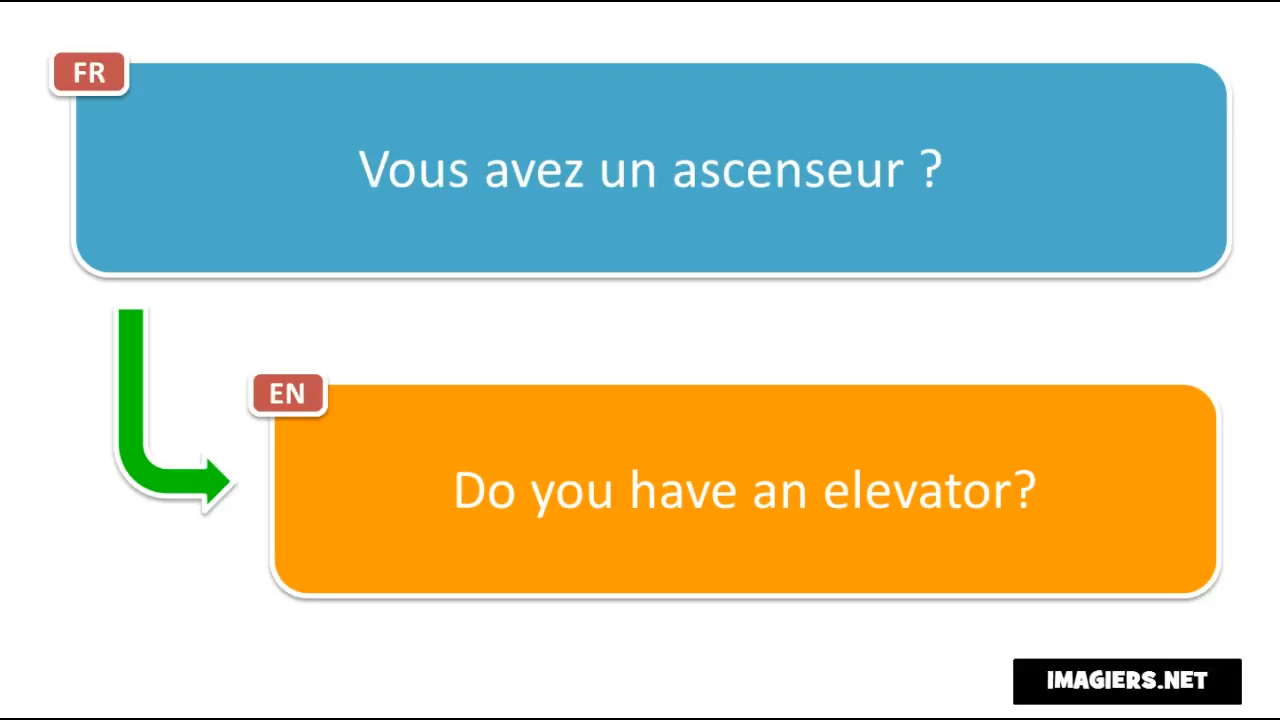 FR
Vous avez un ascenseur ?
EN
Do you have an elevator?
IMAGIERS.NET